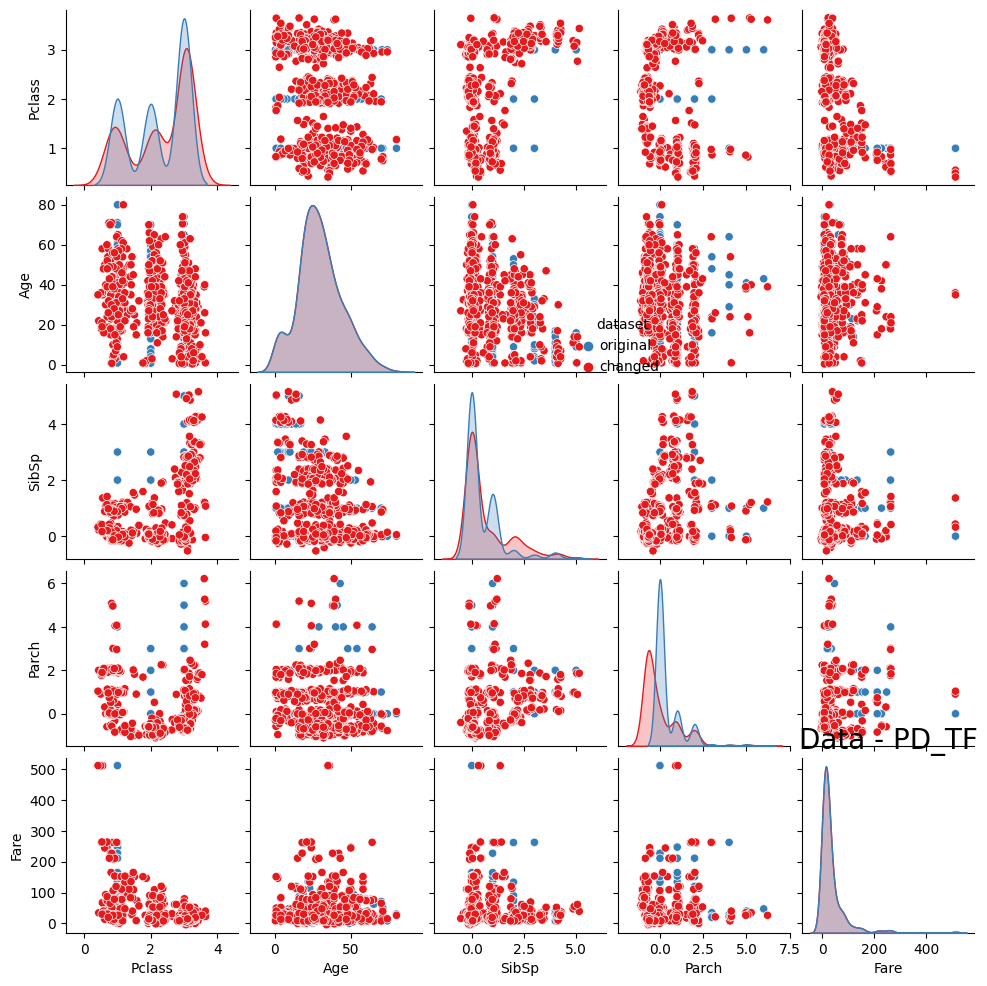 Pclass
3
2
1
Age
80
60
40
20
0
dataset
original
changed
SibSp
4
2
0
Parch
6
4
2
0
Data - PD_TF
Fare
500
400
300
200
100
0
0 2 4
0 50
0.0 2.5 5.0
0.0 2.5 5.0 7.5
0 200 400
Pclass Age SibSp Parch Fare